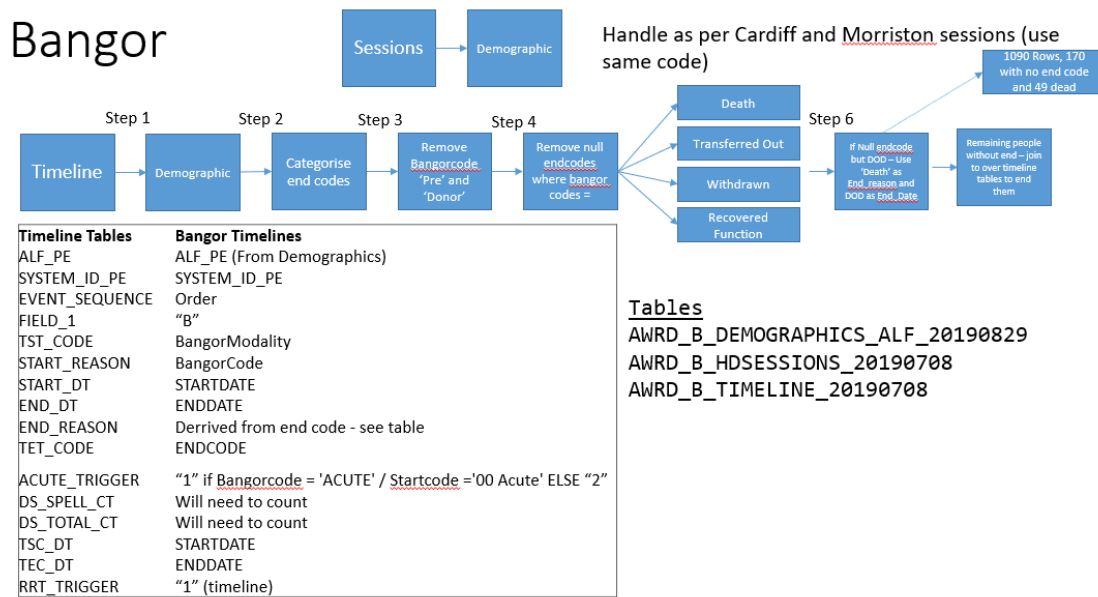 Bangor
Sessions
Demographic
Handle as per Cardiff and Morriston sessions (use
same code)
1090 Rows, 170
with no end code
and 49 dead
Step 1
Step 2
Step 3
Step 4
Step 6
Timeline
Demographic
Categorise
end codes
Remove
Bangorcode
‘Pre’ and
‘Donor’
Remove null
endcodes
where bangor
codes =
Death
Transferred Out
Withdrawn
Recovered
Function
If Null endcode
but DOD – Use
‘Death’ as
End_reason and
DOD as End_Date
Remaining people
without end – join
to over timeline
tables to end
them
Timeline Tables Bangor Timelines
ALF_PE ALF_PE (From Demographics)
SYSTEM_ID_PE SYSTEM_ID_PE
EVENT_SEQUENCE Order
FIELD_1 “B”
TST_CODE BangorModality
START_REASON BangorCode
START_DT STARTDATE
END_DT ENDDATE
END_REASON Derrived from end code - see table
TET_CODE ENDCODE
ACUTE_TRIGGER “1” if Bangorcode = 'ACUTE' / Startcode ='00 Acute' ELSE “2”
DS_SPELL_CT Will need to count
DS_TOTAL_CT Will need to count
TSC_DT STARTDATE
TEC_DT ENDDATE
RRT_TRIGGER “1” (timeline)
Tables
AWRD_B_DEMOGRAPHICS_ALF_20190829
AWRD_B_HDSESSIONS_20190708
AWRD_B_TIMELINE_20190708